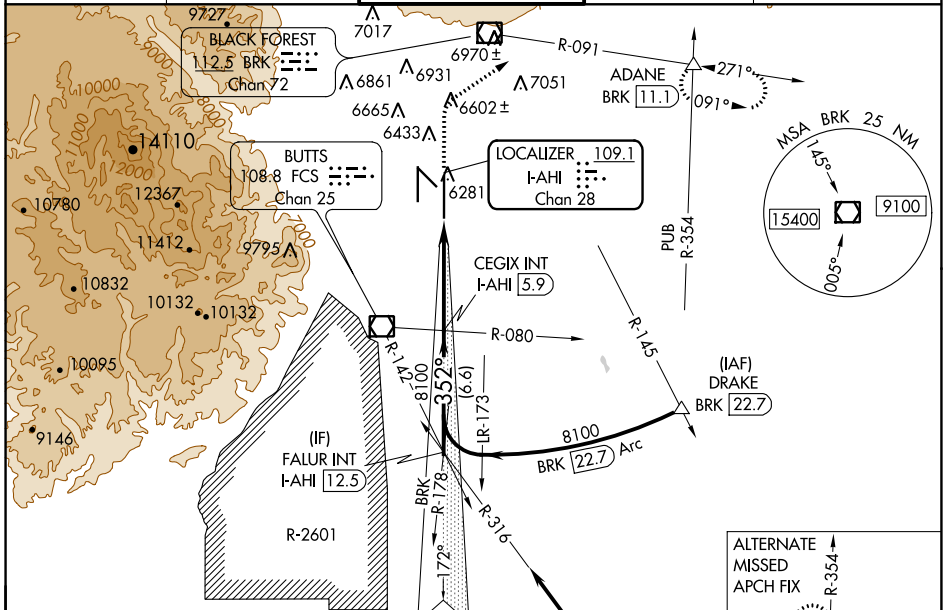 9727
7017
BLACK FOREST
112.5 BRK
Chan 72
6970 ±
R-091
6861
6931
7051
ADANE
BRK 11.1
271°
091°
10000
8000
6665
6602 ±
6433
14110
12000
MSA BRK 25 NM
145°
15400
9100
005°
BUTTS
108.8 FCS
Chan 25
LOCALIZER 109.1
I-AHI
Chan 28
6281
10780
12367
11412
9795
7000
PUB
R-354
CEGIX INT
I-AHI 5.9
10832
10132
10132
R-080
R-145
R-142
8100
352°
(6.6)
LR-173
10095
(IAF)
DRAKE
BRK 22.7
8100
BRK 22.7 Arc
9146
(IF)
FALUR INT
I-AHI 12.5
BRK
R-178
R-316
R-2601
172°
ALTERNATE
MISSED
APCH FIX
R-354